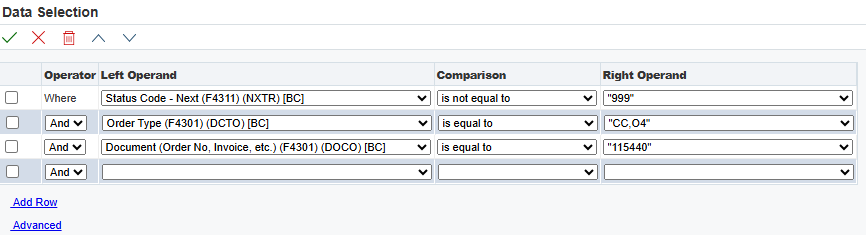 Data Selection
Operator Left Operand Comparison Right Operand
Where Status Code - Next (F4311) (NXTR) [BC] is not equal to "999"
And Order Type (F4301) (DCTO) [BC] is equal to "CC,O4"
And Document (Order No, Invoice, etc.) (F4301) (DOCO) [BC] is equal to "115440"
And
Add Row
Advanced